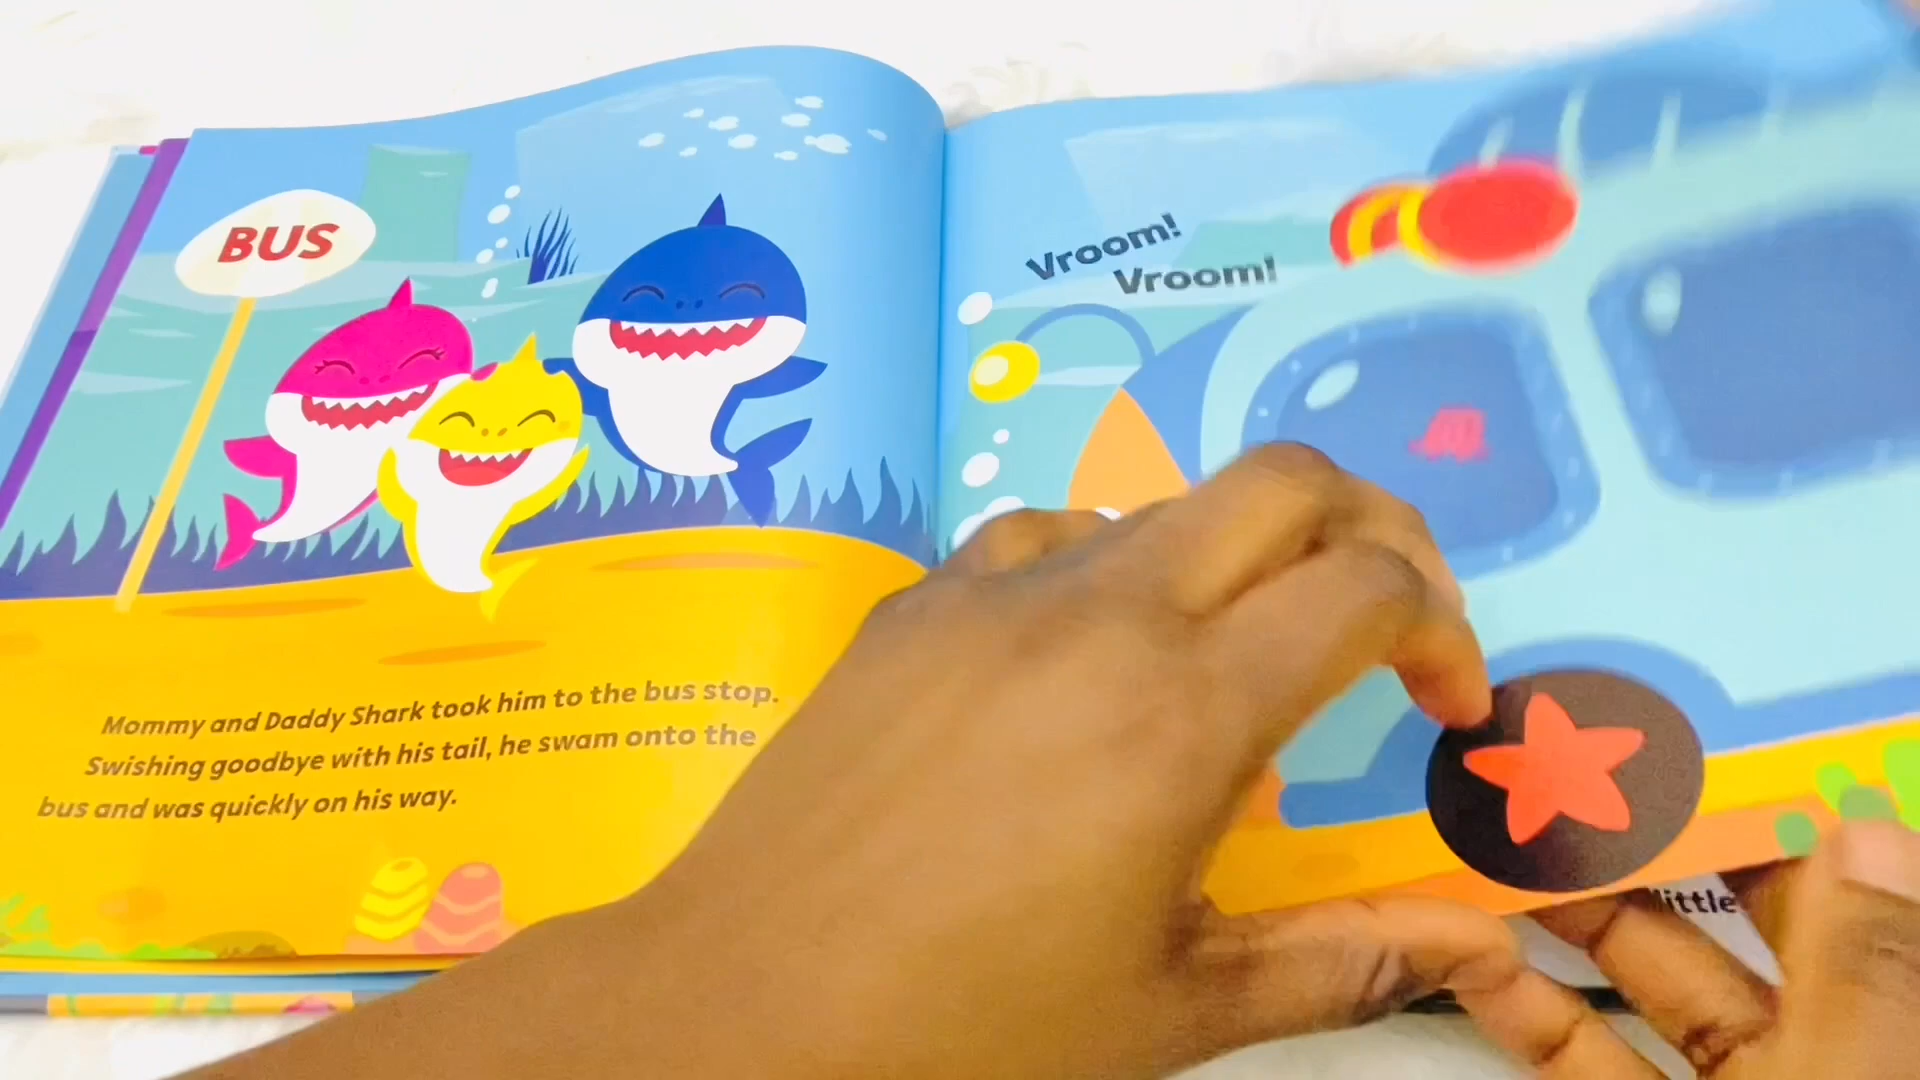 BUS
Mommy and Daddy Shark took him to the bus stop.
Swishing goodbye with his tail, he swam onto the
bus and was quickly on his way.
Vroom!
Vroom!